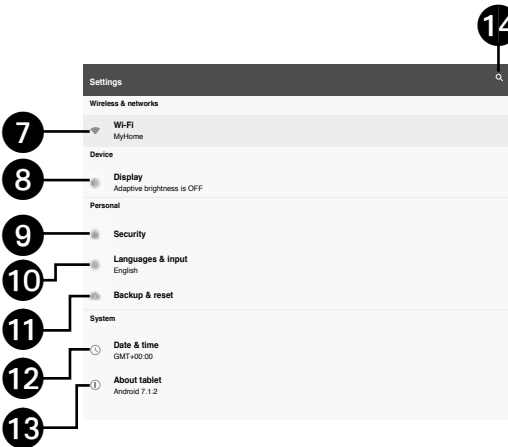 14
Settings
Wireless & networks
7
Wi-Fi
MyHome
Device
8
Display
Adaptive brightness is OFF
Personal
9
Security
10
Languages & input
English
11
Backup & reset
System
12
Date & time
GMT+00:00
13
About tablet
Android 7.1.2